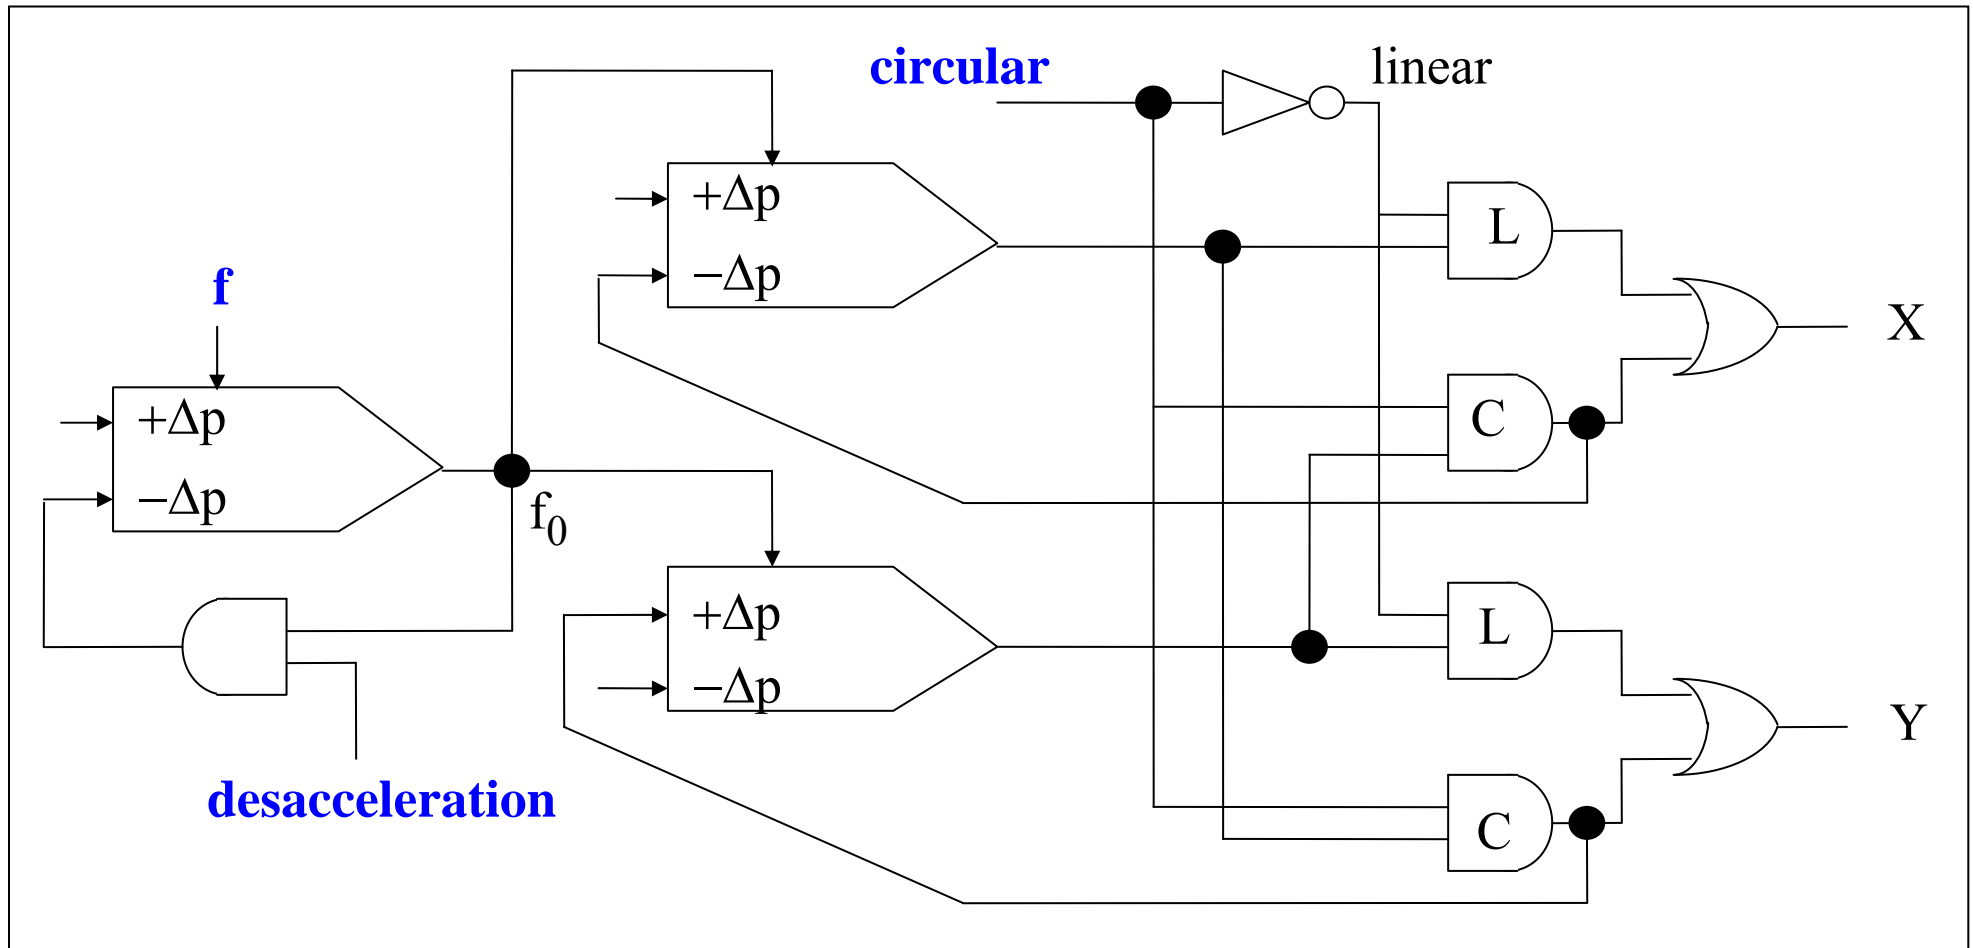 circular
linear
+Δp
−Δp
L
X
f
C
+Δp
−Δp
f₀
+Δp
−Δp
L
Y
desacceleration
C